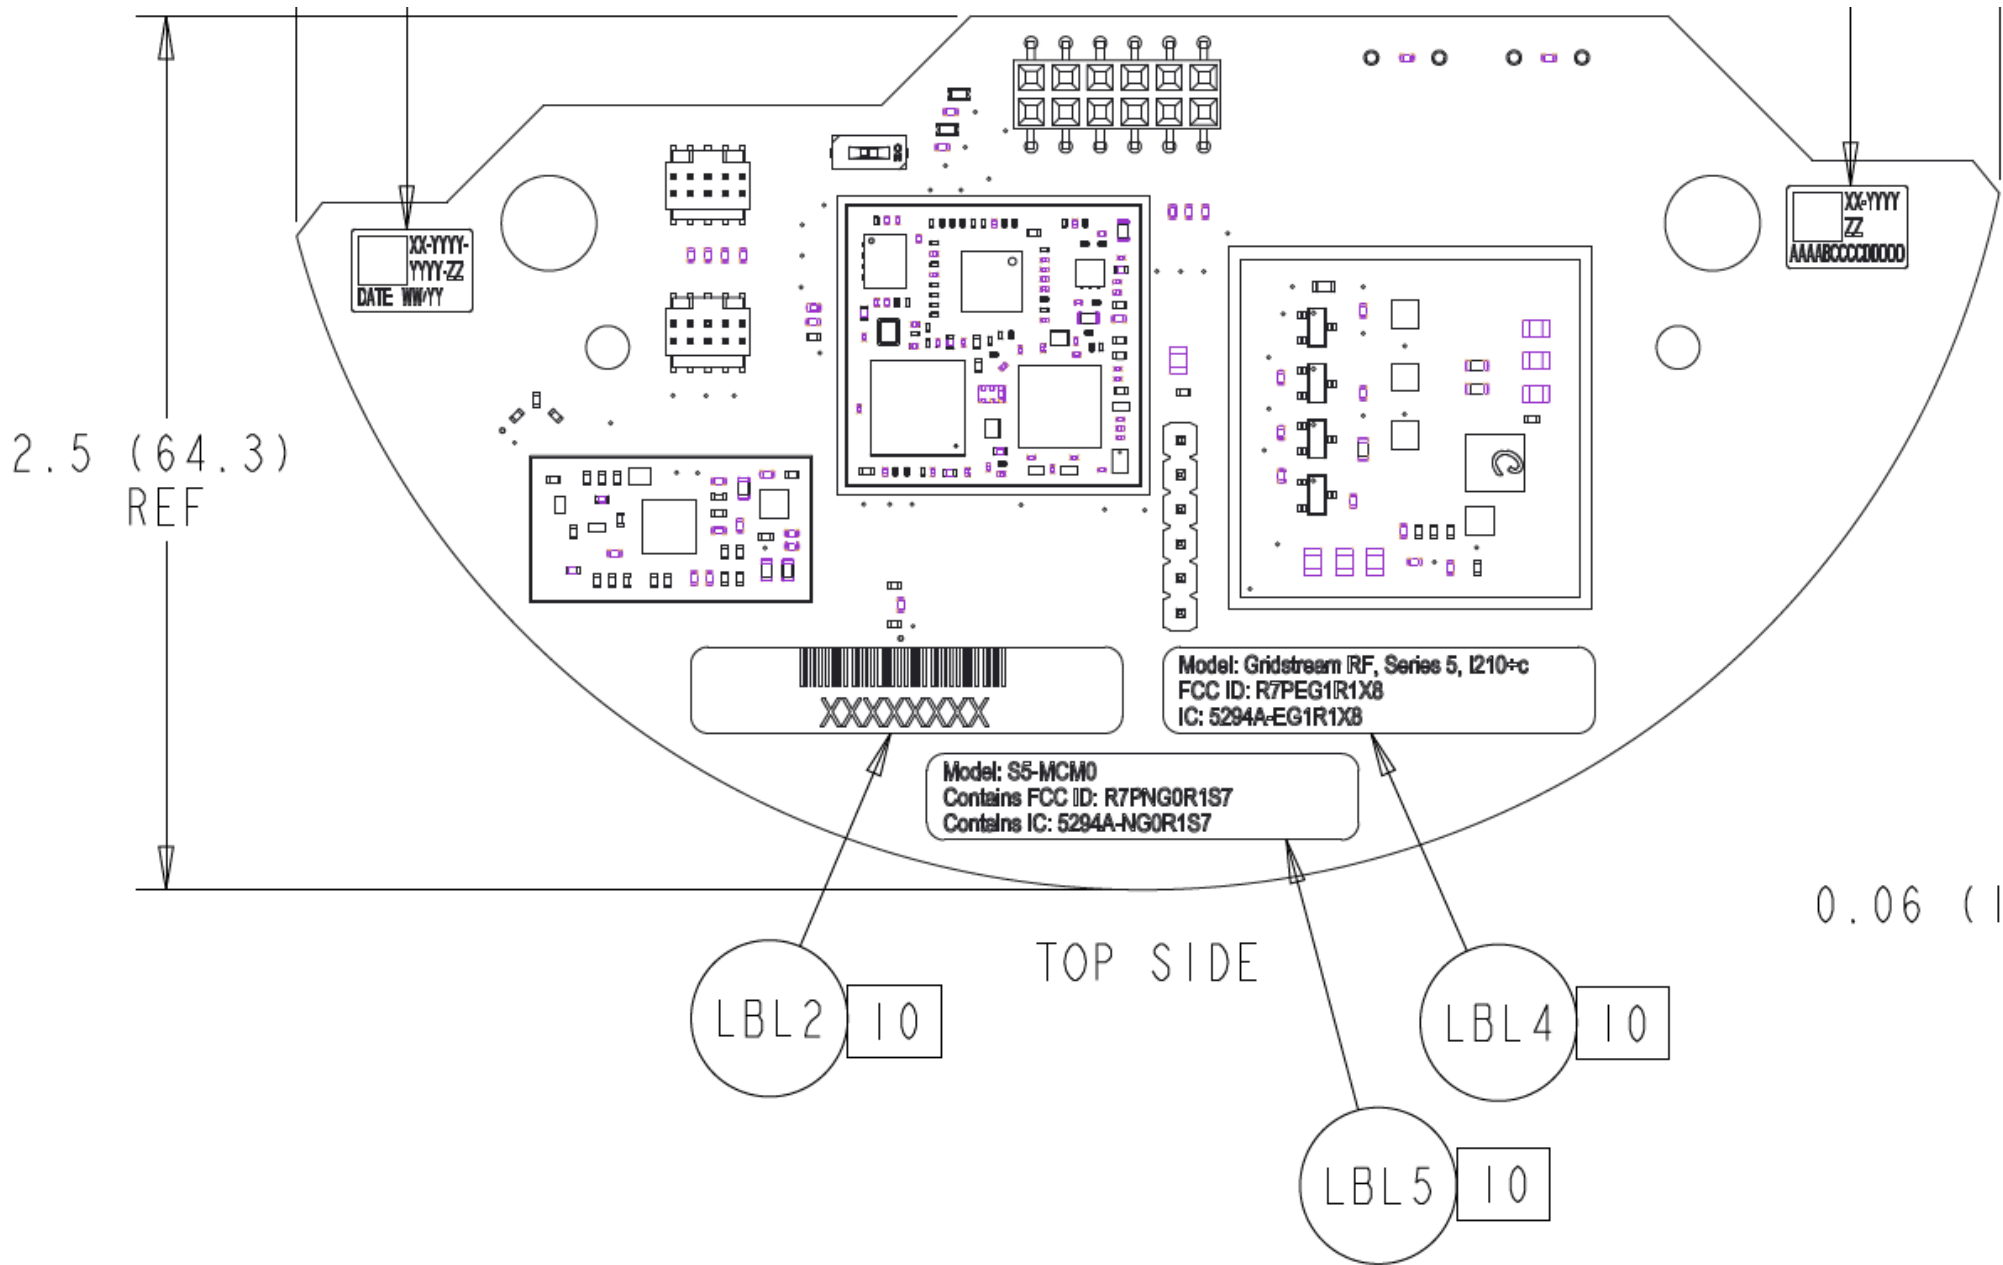 XX-YYYY-
YYYY-ZZ
DATE WW/YY
XX-YYYY
ZZ
AAAABCCCCDDDDD
2.5 (64.3)
REF
XXXXXXXX
Model: Gridstream RF, Series 5, I210+c
FCC ID: R7PEG1R1X8
IC: 5294A-EG1R1X8
Model: S5-MCM0
Contains FCC ID: R7PNG0R1S7
Contains IC: 5294A-NG0R1S7
0.06 (1
TOP SIDE
LBL2 10
LBL4 10
LBL5 10